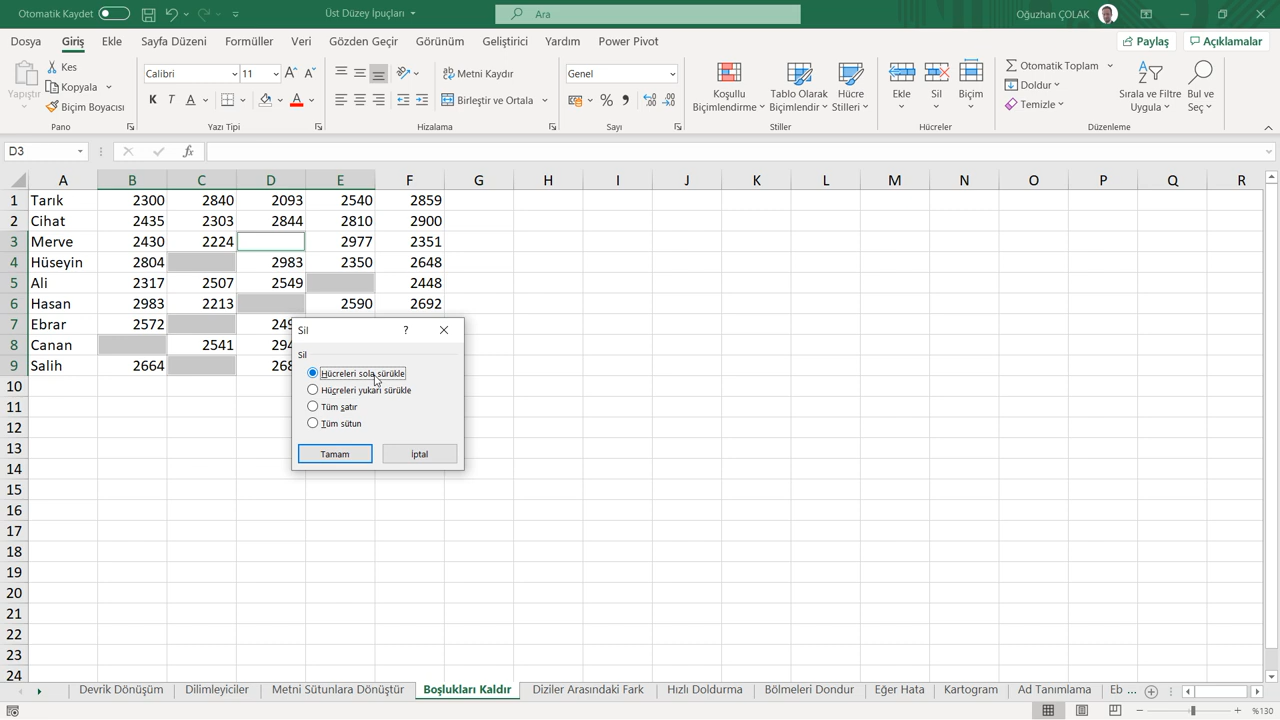 Otomatik Kaydet
Üst Düzey İpuçları
Ara
Oğuzhan ÇOLAK
Dosya Giriş Ekle Sayfa Düzeni Formüller Veri Gözden Geçir Görünüm Geliştirici Yardım Power Pivot Paylaş Açıklamalar
Yapıştır
Kes
Kopyala
Biçim Boyacısı
Pano
Calibri 11
K T A A
Yazı Tipi
Metni Kaydır
Birleştir ve Ortala
Hizalama
Genel
Sayı
Koşullu Biçimlendirme
Tablo Olarak Biçimlendir
Hücre Stilleri
Stiller
Ekle Sil Biçim
Hücreler
Otomatik Toplam
Doldur
Temizle
Sırala ve Filtre Uygula
Bul ve Seç
Düzenleme
D3 fx
A B C D E F G H I J K L M N O P Q R
1 Tarık 2300 2840 2093 2540 2859
2 Cihat 2435 2303 2844 2810 2900
3 Merve 2430 2224 2977 2351
4 Hüseyin 2804 2983 2350 2648
5 Ali 2317 2507 2549 2448
6 Hasan 2983 2213 2590 2692
7 Ebrar 2572
8 Canan 2541
9 Salih 2664
10
11
12
13
14
15
16
17
18
19
20
21
22
23
24
Sil ?
Sil
Hücreleri sola sürükle
Hücreleri yukarı sürükle
Tüm satır
Tüm sütun
Tamam İptal
Devrik Dönüşüm Dilimleyiciler Metni Sütunlara Dönüştür Boşlukları Kaldır Diziler Arasındaki Fark Hızlı Doldurma Bölmeleri Dondur Eğer Hata Kartogram Ad Tanımlama Eb ...
%130